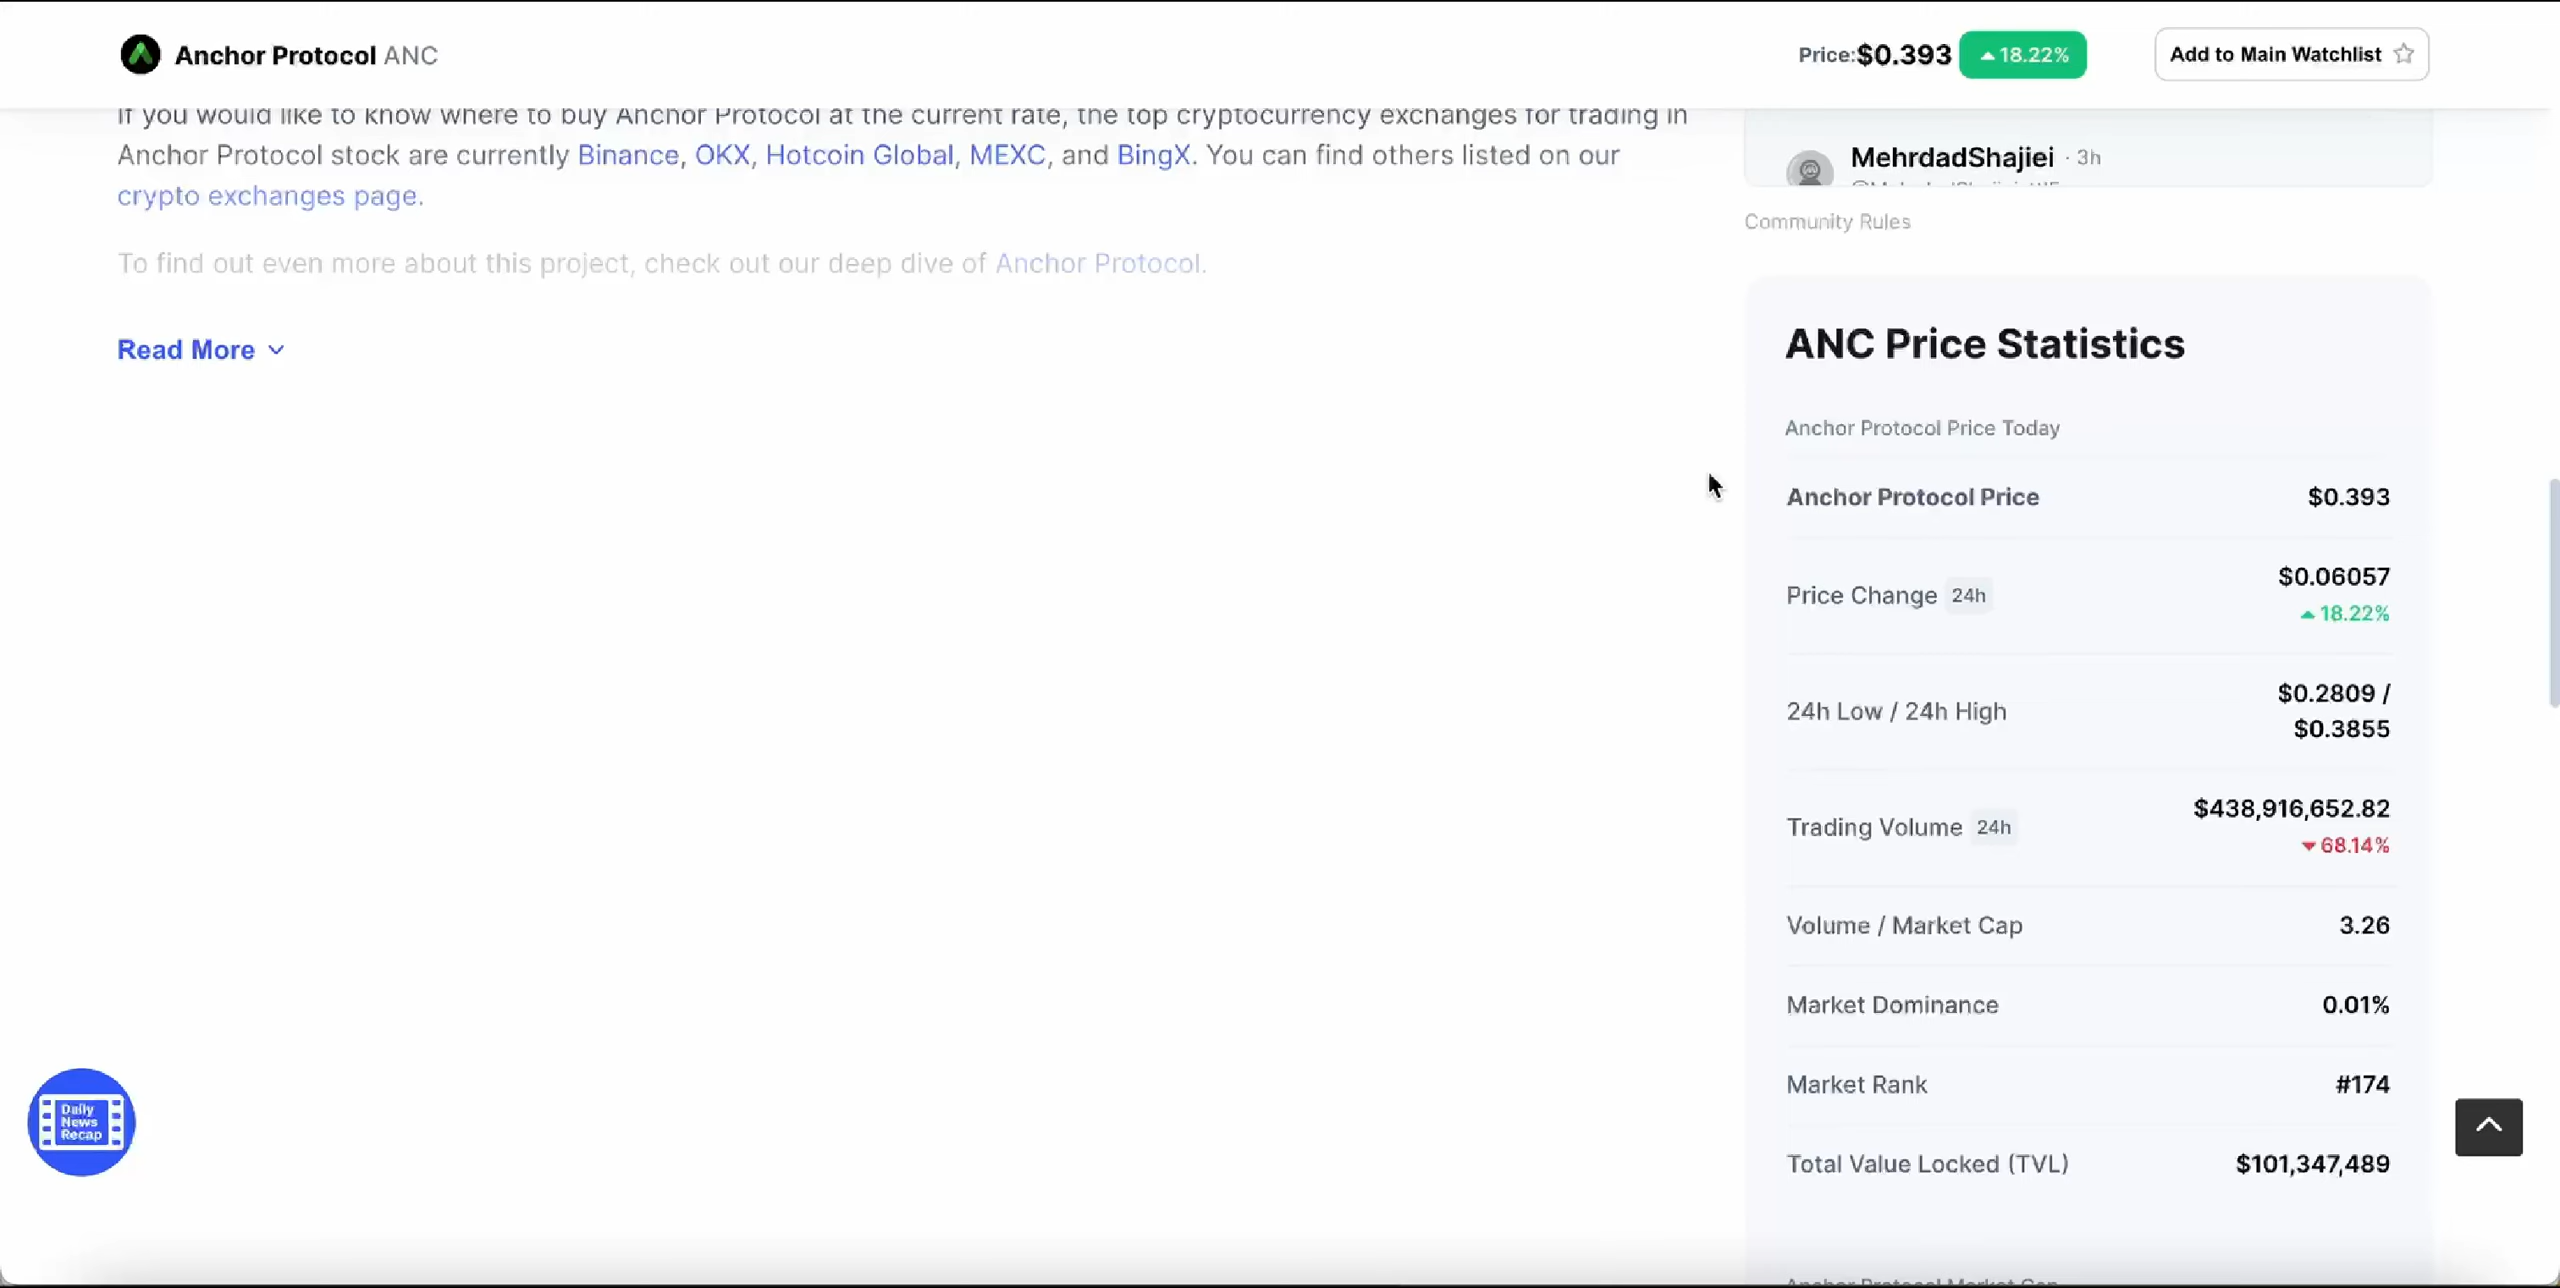 Anchor Protocol ANC
Price:$0.393 18.22% Add to Main Watchlist
If you would like to know where to buy Anchor Protocol at the current rate, the top cryptocurrency exchanges for trading in
Anchor Protocol stock are currently Binance, OKX, Hotcoin Global, MEXC, and BingX. You can find others listed on our
crypto exchanges page.
To find out even more about this project, check out our deep dive of Anchor Protocol.
Read More
MehrdadShajiei · 3h
Community Rules
ANC Price Statistics
Anchor Protocol Price Today
Anchor Protocol Price $0.393
Price Change 24h $0.06057
18.22%
24h Low / 24h High $0.2809 /
$0.3855
Trading Volume 24h $438,916,652.82
68.14%
Volume / Market Cap 3.26
Market Dominance 0.01%
Market Rank #174
Total Value Locked (TVL) $101,347,489
Anchor Protocol Market Cap
Daily
News
Recap